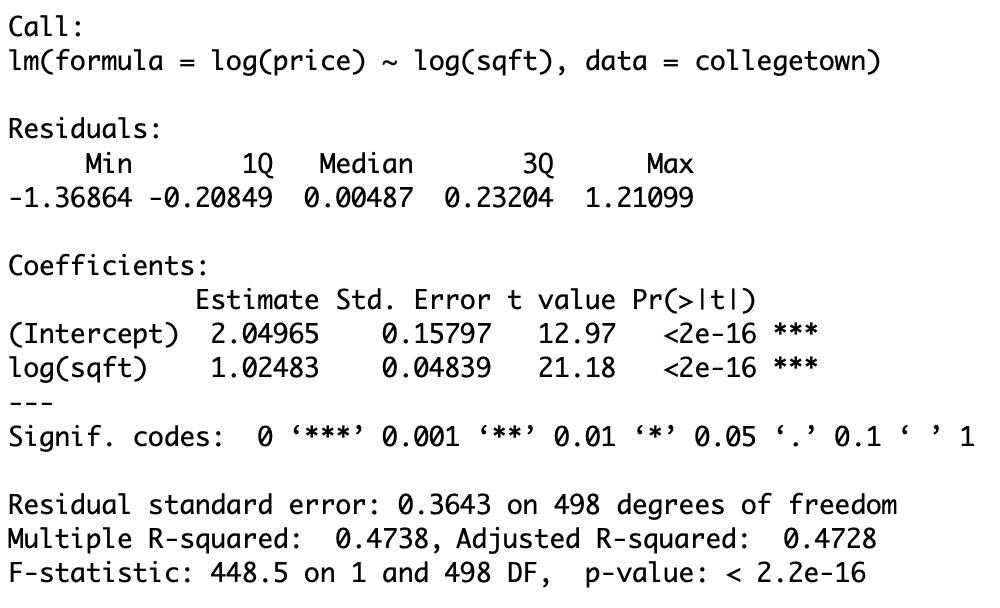 Call:
lm(formula = log(price) ~ log(sqft), data = collegetown)
Residuals:
Min 1Q Median 3Q Max
-1.36864 -0.20849 0.00487 0.23204 1.21099
Coefficients:
Estimate Std. Error t value Pr(>|t|)
(Intercept) 2.04965 0.15797 12.97 <2e-16 ***
log(sqft) 1.02483 0.04839 21.18 <2e-16 ***
---
Signif. codes: 0 ‘***’ 0.001 ‘**’ 0.01 ‘*’ 0.05 ‘.’ 0.1 ‘ ’ 1
Residual standard error: 0.3643 on 498 degrees of freedom
Multiple R-squared: 0.4738, Adjusted R-squared: 0.4728
F-statistic: 448.5 on 1 and 498 DF, p-value: < 2.2e-16